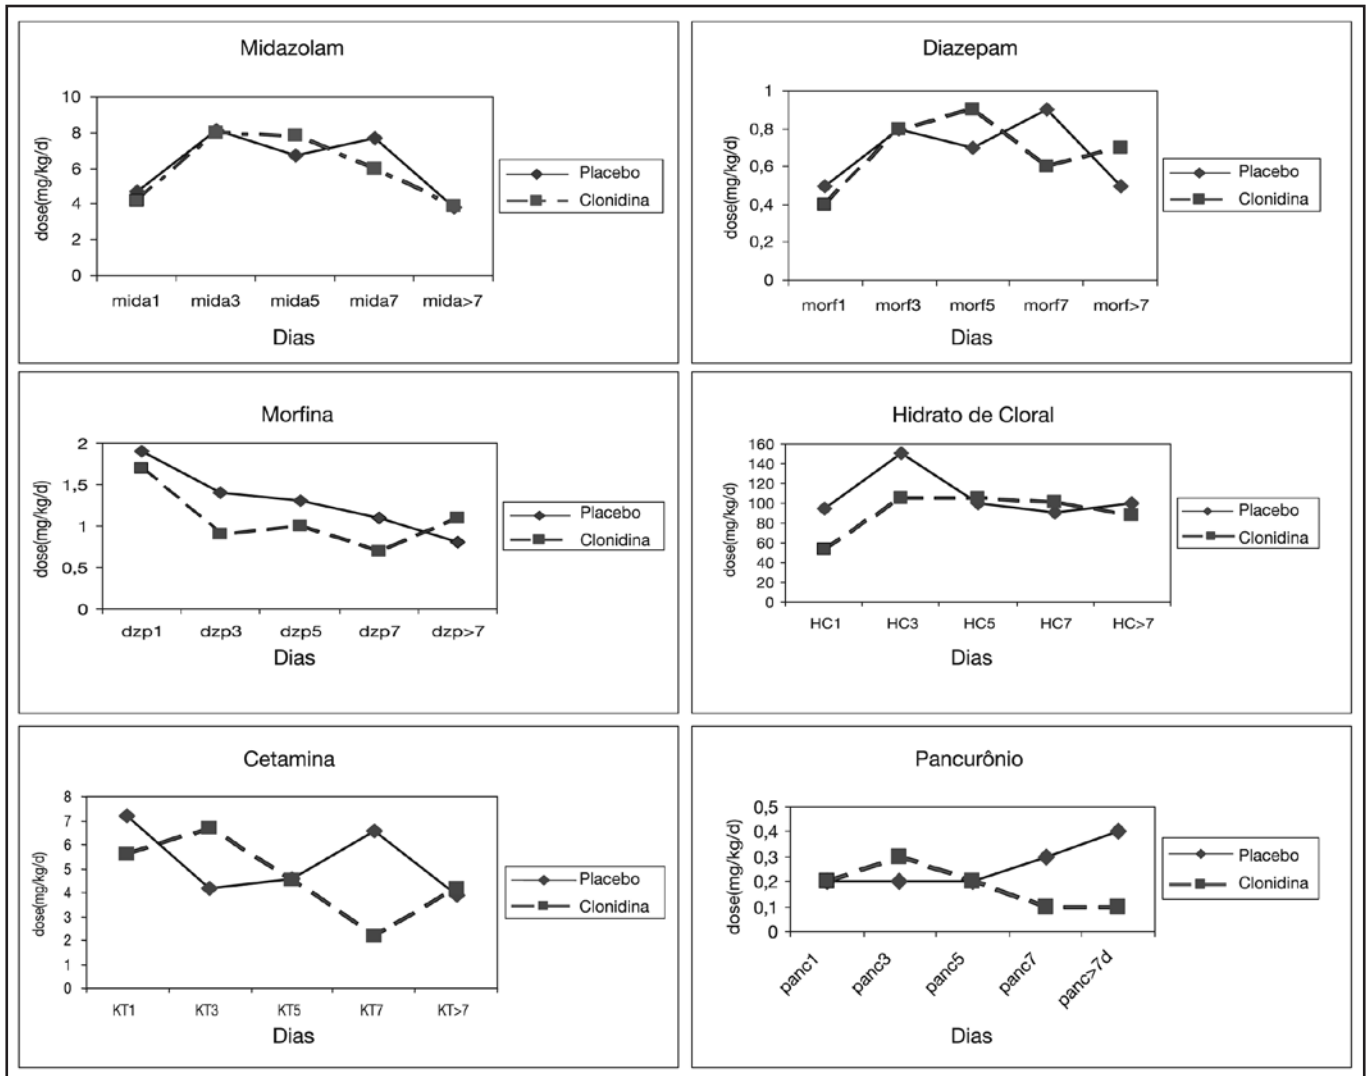 Midazolam
dose(mg/kg/d)
10
8
6
4
2
0
mida1 mida3 mida5 mida7 mida>7
Dias
Placebo
Clonidina
Diazepam
dose(mg/kg/d)
1
0,8
0,6
0,4
0,2
0
morf1 morf3 morf5 morf7 morf>7
Dias
Placebo
Clonidina
Morfina
dose(mg/kg/d)
2
1,5
1
0,5
0
dzp1 dzp3 dzp5 dzp7 dzp>7
Dias
Placebo
Clonidina
Hidrato de Cloral
dose(mg/kg/d)
160
140
120
100
80
60
40
20
0
HC1 HC3 HC5 HC7 HC>7
Dias
Placebo
Clonidina
Cetamina
dose(mg/kg/d)
8
7
6
5
4
3
2
1
0
KT1 KT3 KT5 KT7 KT>7
Dias
Placebo
Clonidina
Pancurônio
dose(mg/kg/d)
0,5
0,4
0,3
0,2
0,1
0
panc1 panc3 panc5 panc7 panc>7d
Dias
Placebo
Clonidina